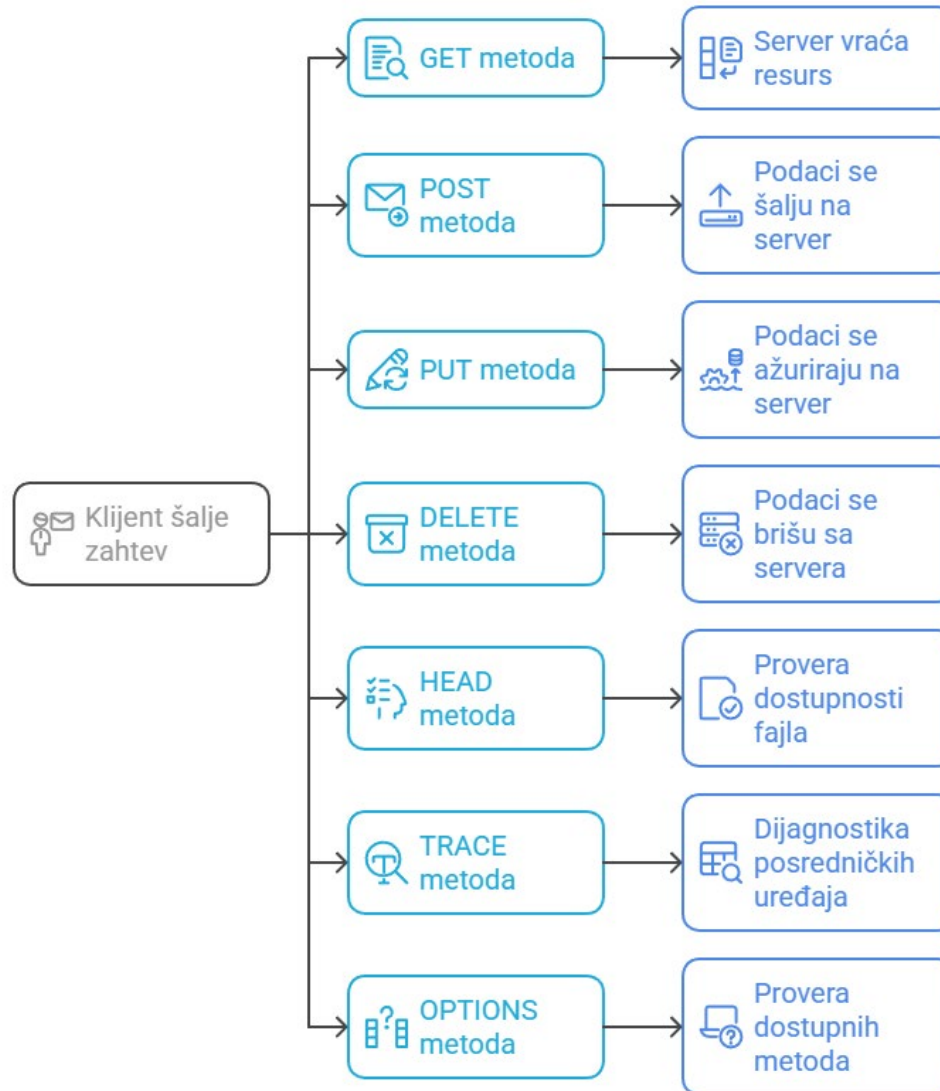 GET metoda
Server vraća
resurs
POST
metoda
Podaci se
šalju na
server
PUT metoda
Podaci se
ažuriraju na
server
Klijent šalje
zahtev
DELETE
metoda
Podaci se
brišu sa
servera
HEAD
metoda
Provera
dostupnosti
fajla
TRACE
metoda
Dijagnostika
posredničkih
uređaja
OPTIONS
metoda
Provera
dostupnih
metoda